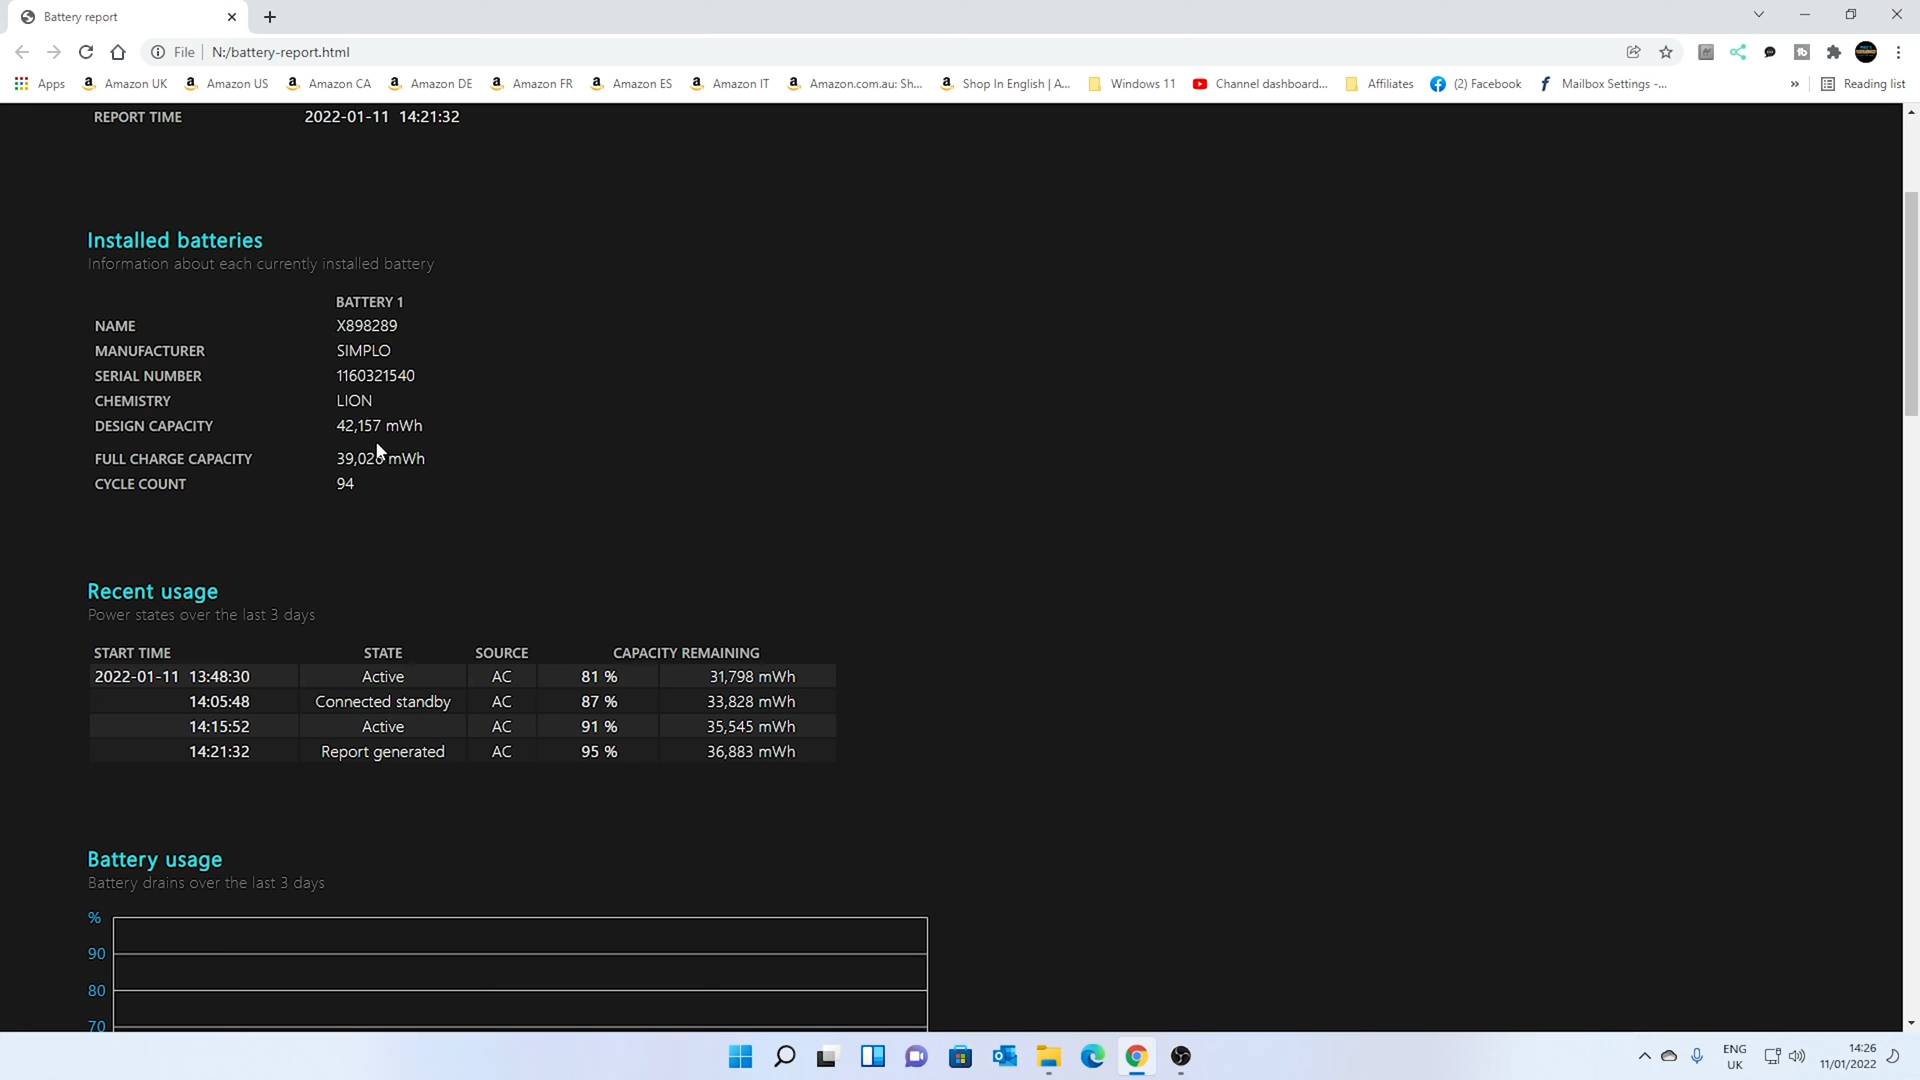 Battery report
File N:/battery-report.html
Apps Amazon UK Amazon US Amazon CA Amazon DE Amazon FR Amazon ES Amazon IT Amazon.com.au: Sh... Shop In English | A... Windows 11 Channel dashboard... Affiliates (2) Facebook Mailbox Settings -... » Reading list
REPORT TIME 2022-01-11 14:21:32
Installed batteries
Information about each currently installed battery
BATTERY 1
NAME X898289
MANUFACTURER SIMPLO
SERIAL NUMBER 1160321540
CHEMISTRY LION
DESIGN CAPACITY 42,157 mWh
FULL CHARGE CAPACITY mWh
CYCLE COUNT 94
Recent usage
Power states over the last 3 days
START TIME STATE SOURCE CAPACITY REMAINING
2022-01-11 13:48:30 Active AC 81 % 31,798 mWh
14:05:48 Connected standby AC 87 % 33,828 mWh
14:15:52 Active AC 91 % 35,545 mWh
14:21:32 Report generated AC 95 % 36,883 mWh
Battery usage
Battery drains over the last 3 days
%
90
80
70
ENG
UK
14:26
11/01/2022